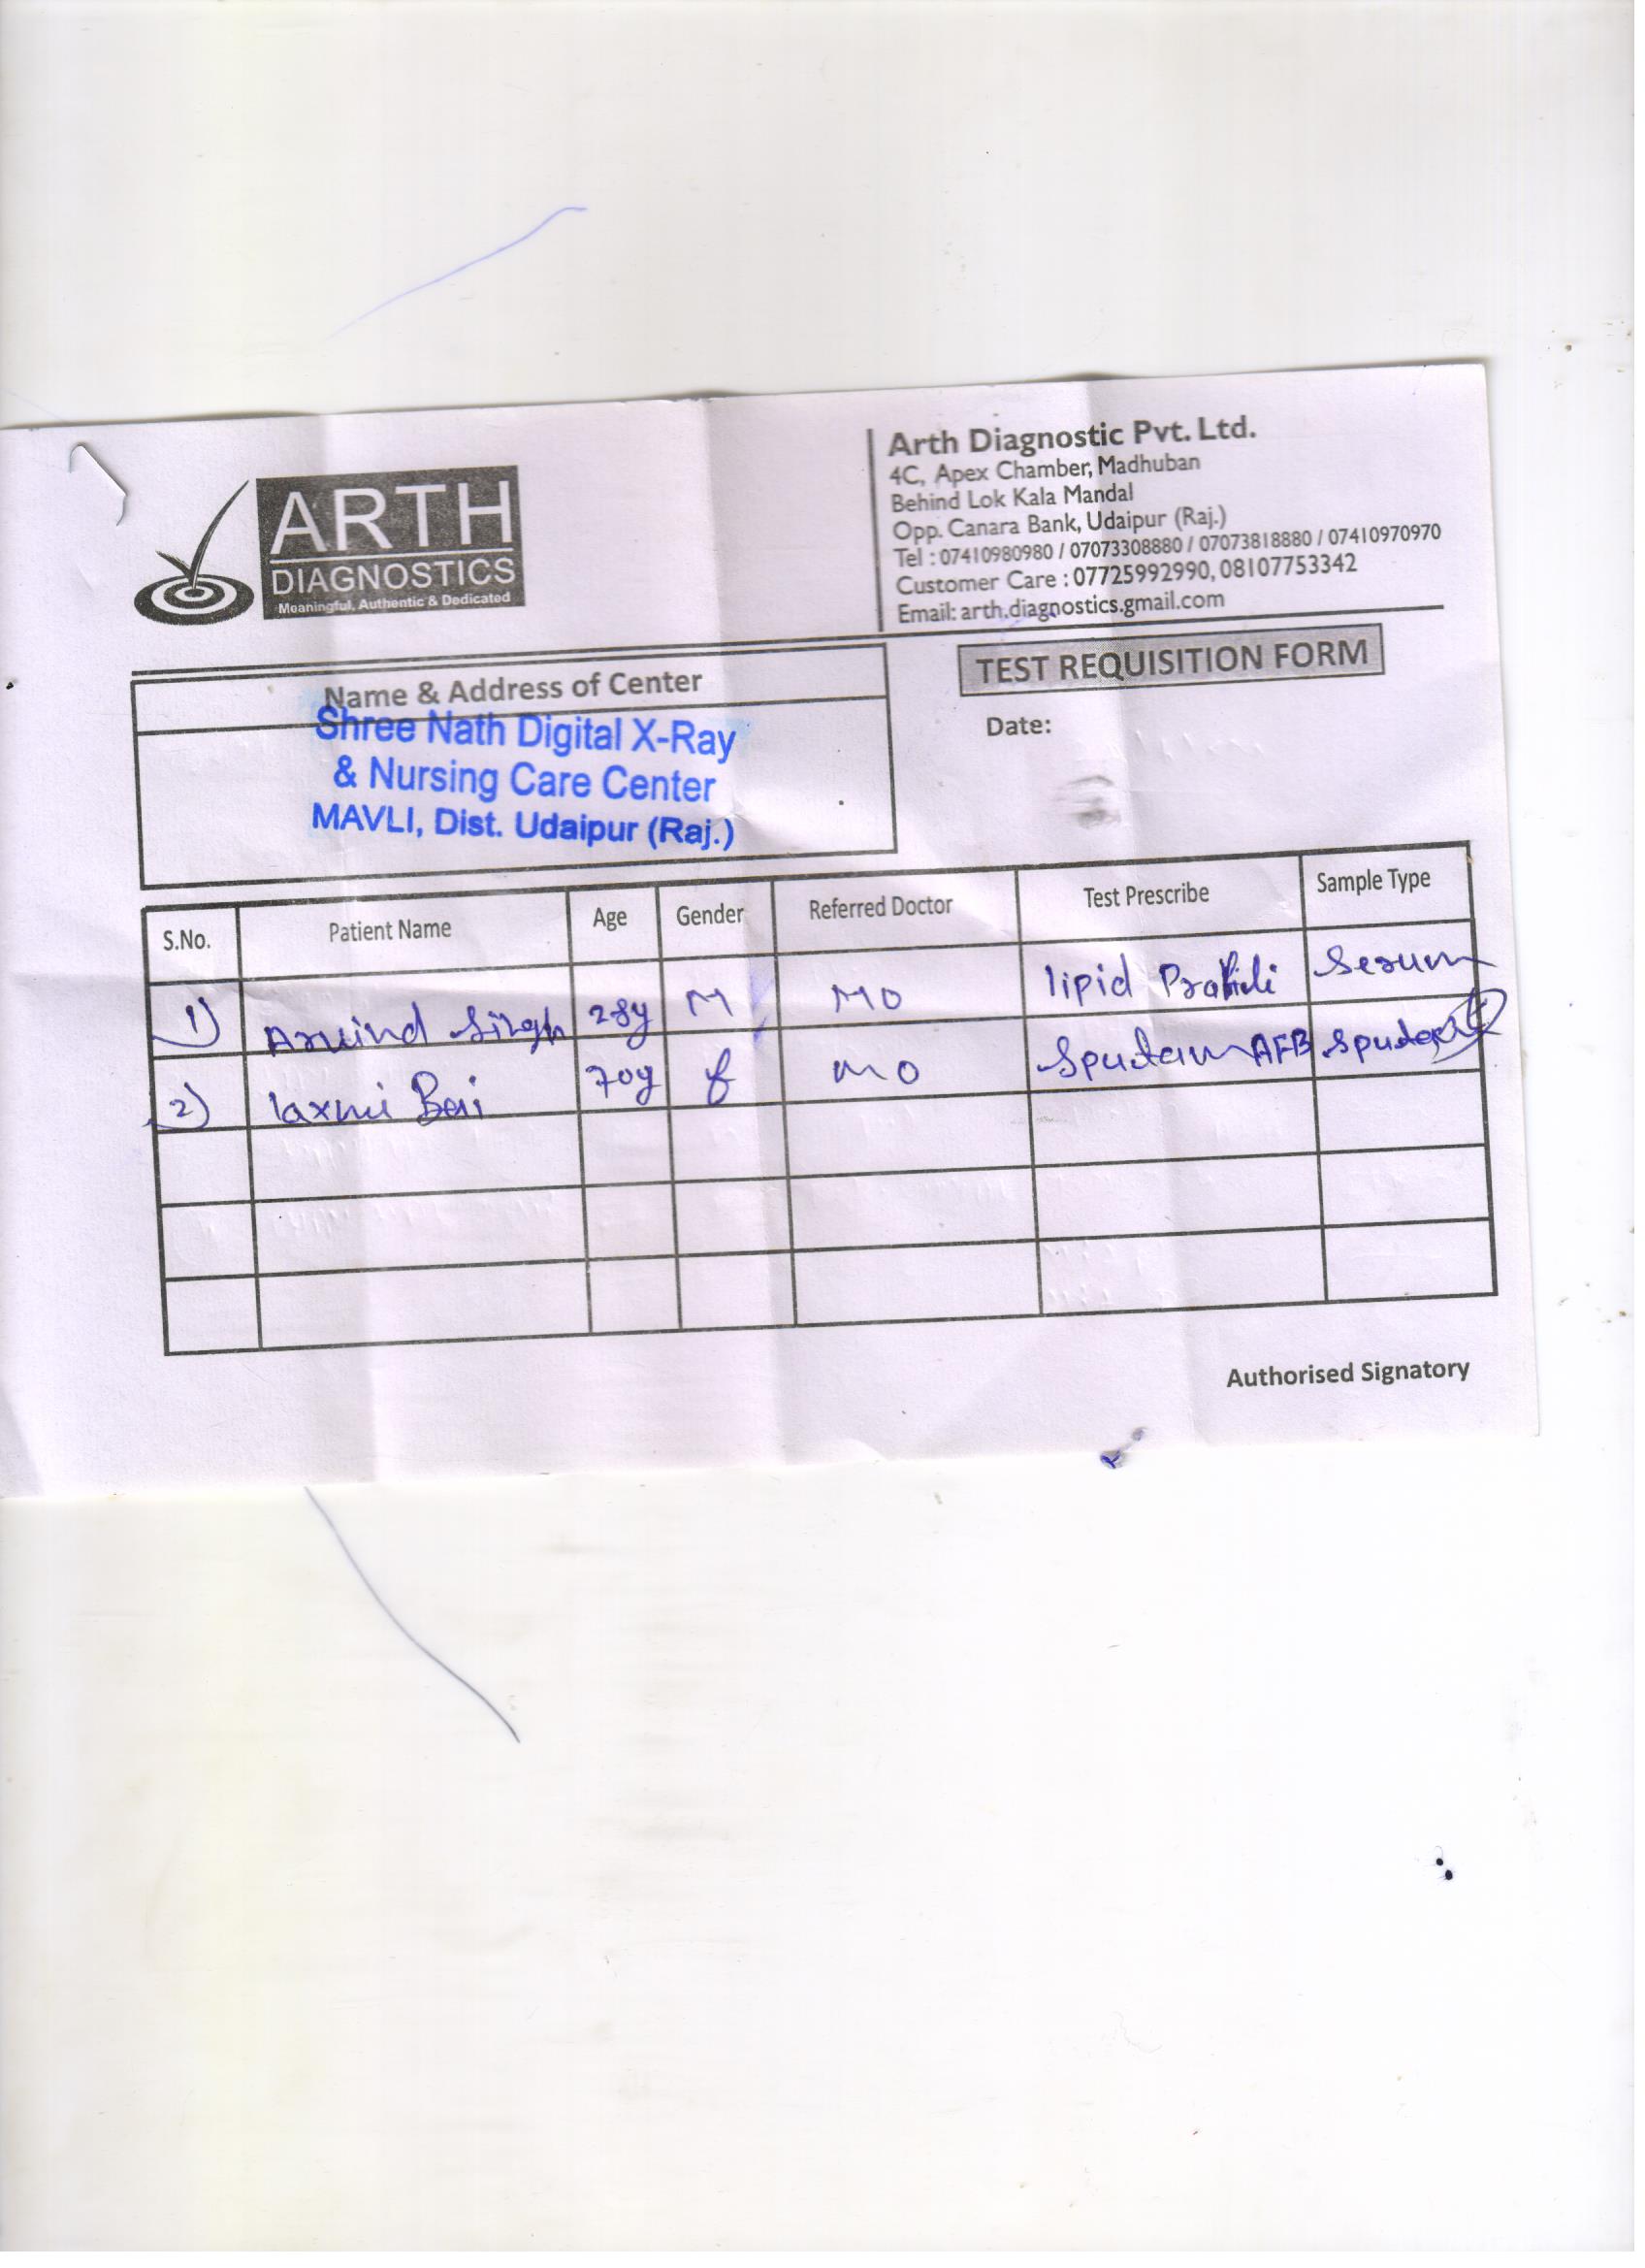 ARTH
DIAGNOSTICS
Meaningful, Authentic & Dedicated
Arth Diagnostic Pvt. Ltd.
4C, Apex Chamber, Madhuban
Behind Lok Kala Mandal
Opp. Canara Bank, Udaipur (Raj.)
Tel : 07410980980 / 07073308880 / 07073818880 / 07410970970
Customer Care : 07725992990, 08107753342
Email: arth.diagnostics.gmail.com
TEST REQUISITION FORM
Name & Address of Center
Shree Nath Digital X-Ray
& Nursing Care Center
MAVLI, Dist. Udaipur (Raj.)
Date:
S.No. Patient Name Age Gender Referred Doctor Test Prescribe Sample Type
1) Arvind Singh 28y M MO lipid Serum
2) laxmi 70y f MO Sputum AFB
Authorised Signatory